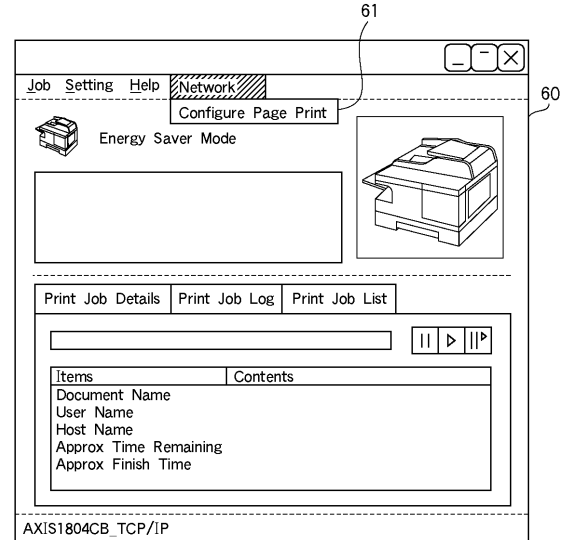 61
Job Setting Help Network
60
Configure Page Print
Energy Saver Mode
Print Job Details Print Job Log Print Job List
Items Contents
Document Name
User Name
Host Name
Approx Time Remaining
Approx Finish Time
AXIS1804CB_TCP/IP